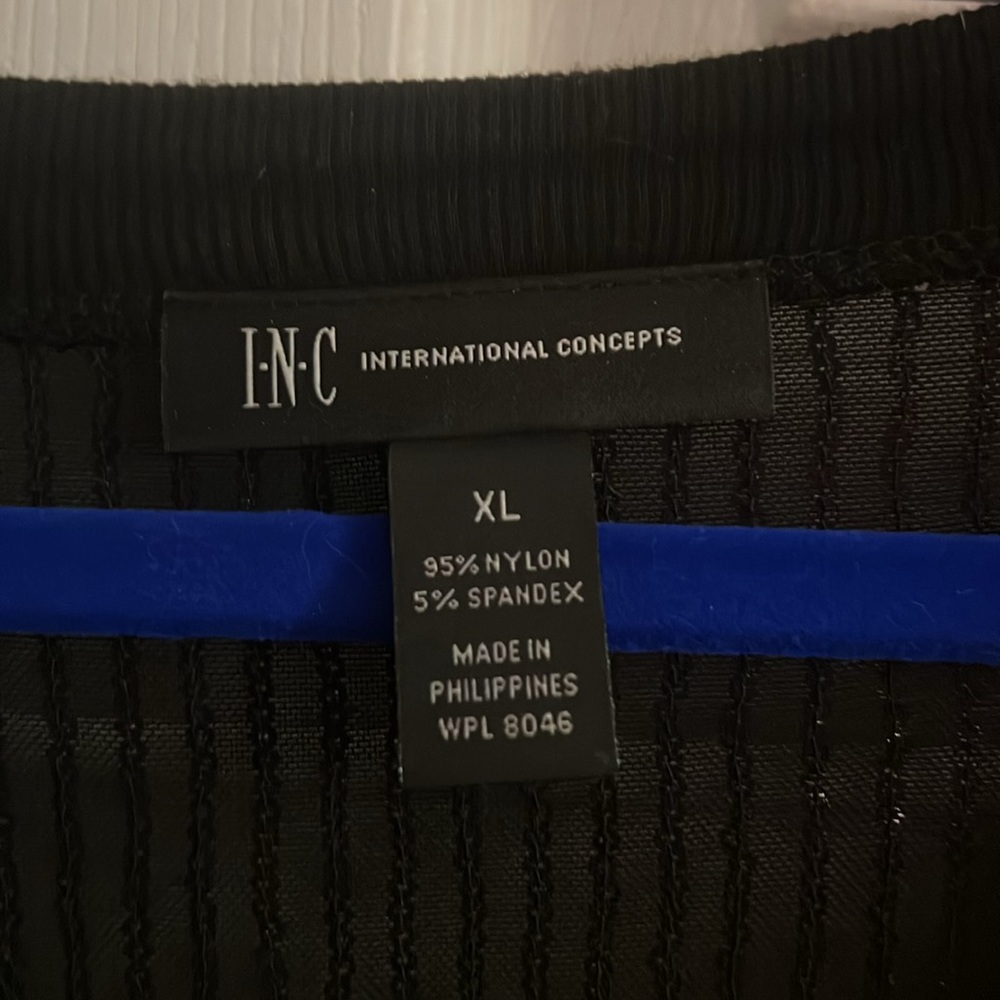 I·N·C INTERNATIONAL CONCEPTS
XL
95% NYLON
5% SPANDEX
MADE IN
PHILIPPINES
WPL 8046